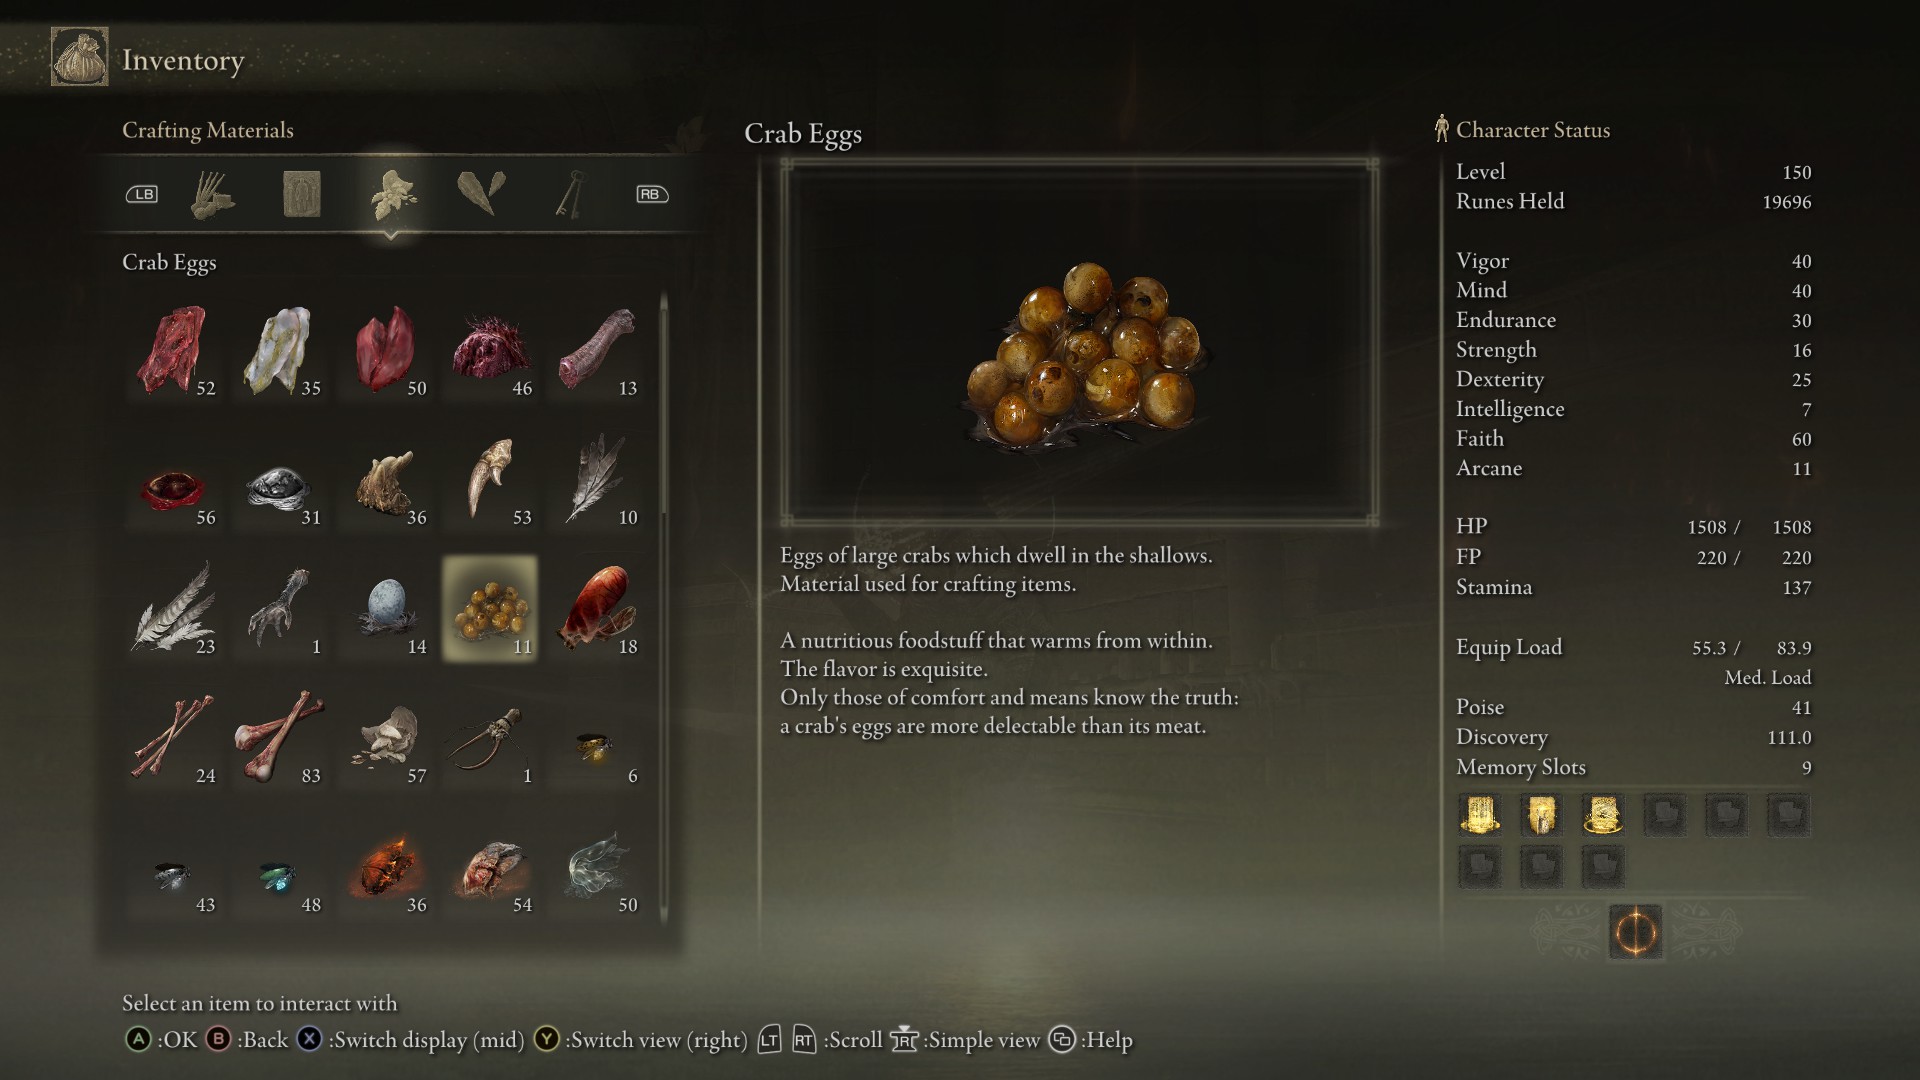 Inventory
Crafting Materials
LB
RB
Crab Eggs
52 35 50 46 13
56 31 36 53 10
23 1 14 11 18
24 83 57 1 6
43 48 36 54 50
Crab Eggs
Eggs of large crabs which dwell in the shallows.
Material used for crafting items.
A nutritious foodstuff that warms from within.
The flavor is exquisite.
Only those of comfort and means know the truth:
a crab's eggs are more delectable than its meat.
Character Status
Level 150
Runes Held 19696
Vigor 40
Mind 40
Endurance 30
Strength 16
Dexterity 25
Intelligence 7
Faith 60
Arcane 11
HP 1508 / 1508
FP 220 / 220
Stamina 137
Equip Load 55.3 / 83.9
Med. Load
Poise 41
Discovery 111.0
Memory Slots 9
Select an item to interact with
A :OK B :Back X :Switch display (mid) Y :Switch view (right) LT RT :Scroll R :Simple view :Help